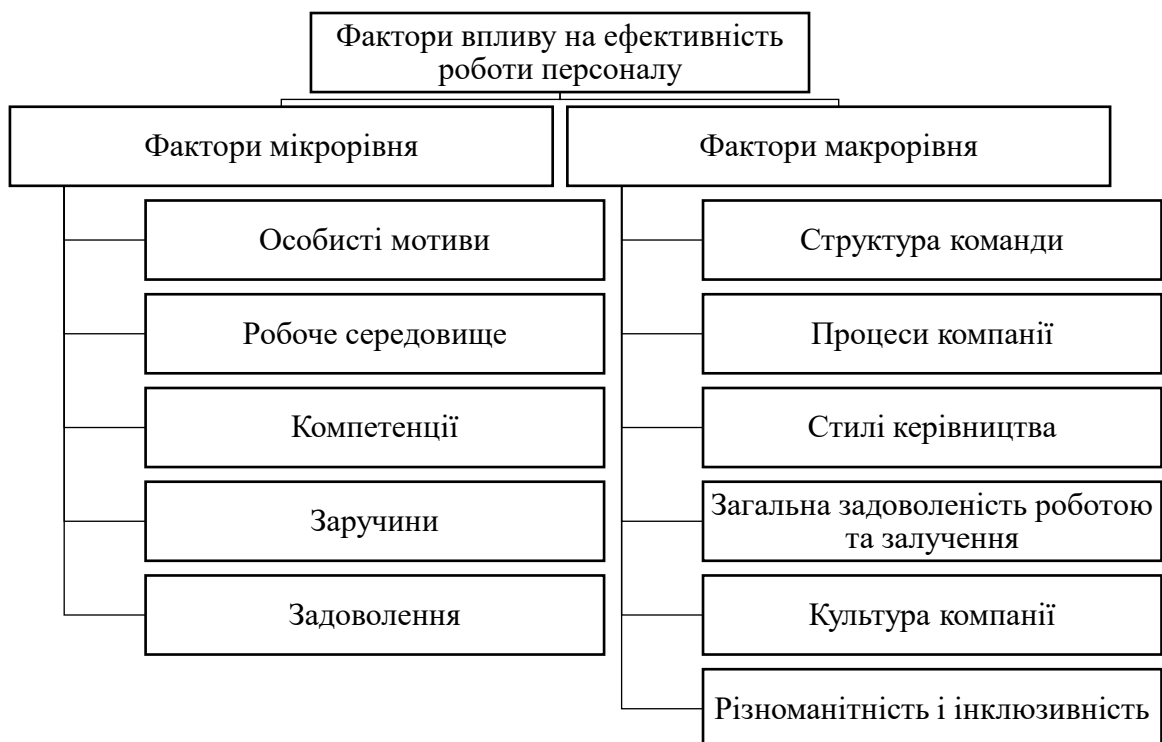 Фактори впливу на ефективність
роботи персоналу
Фактори мікрорівня
Фактори макрорівня
Особисті мотиви
Робоче середовище
Компетенції
Заручини
Задоволення
Структура команди
Процеси компанії
Стилі керівництва
Загальна задоволеність роботою
та залучення
Культура компанії
Різноманітність і інклюзивність